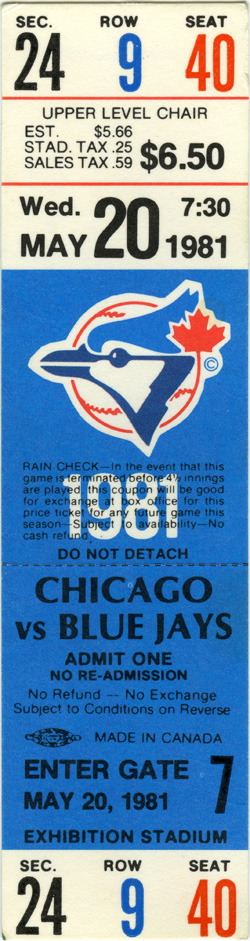 SEC. ROW SEAT
24 9 40
UPPER LEVEL CHAIR
EST. $5.66
STAD. TAX .25
SALES TAX .59 $6.50
Wed. 7:30
MAY 20 1981
©
1981
RAIN CHECK—In the event that this
game is terminated before 4½ innings
are played, this coupon will be good
for exchange at box office for this
price ticket for any future game this
season—Subject to availability—No
cash refund.
DO NOT DETACH
CHICAGO
vs BLUE JAYS
ADMIT ONE
NO RE-ADMISSION
No Refund -- No Exchange
Subject to Conditions on Reverse
MADE IN CANADA
ENTER GATE 7
MAY 20, 1981
EXHIBITION STADIUM
SEC. ROW SEAT
24 9 40